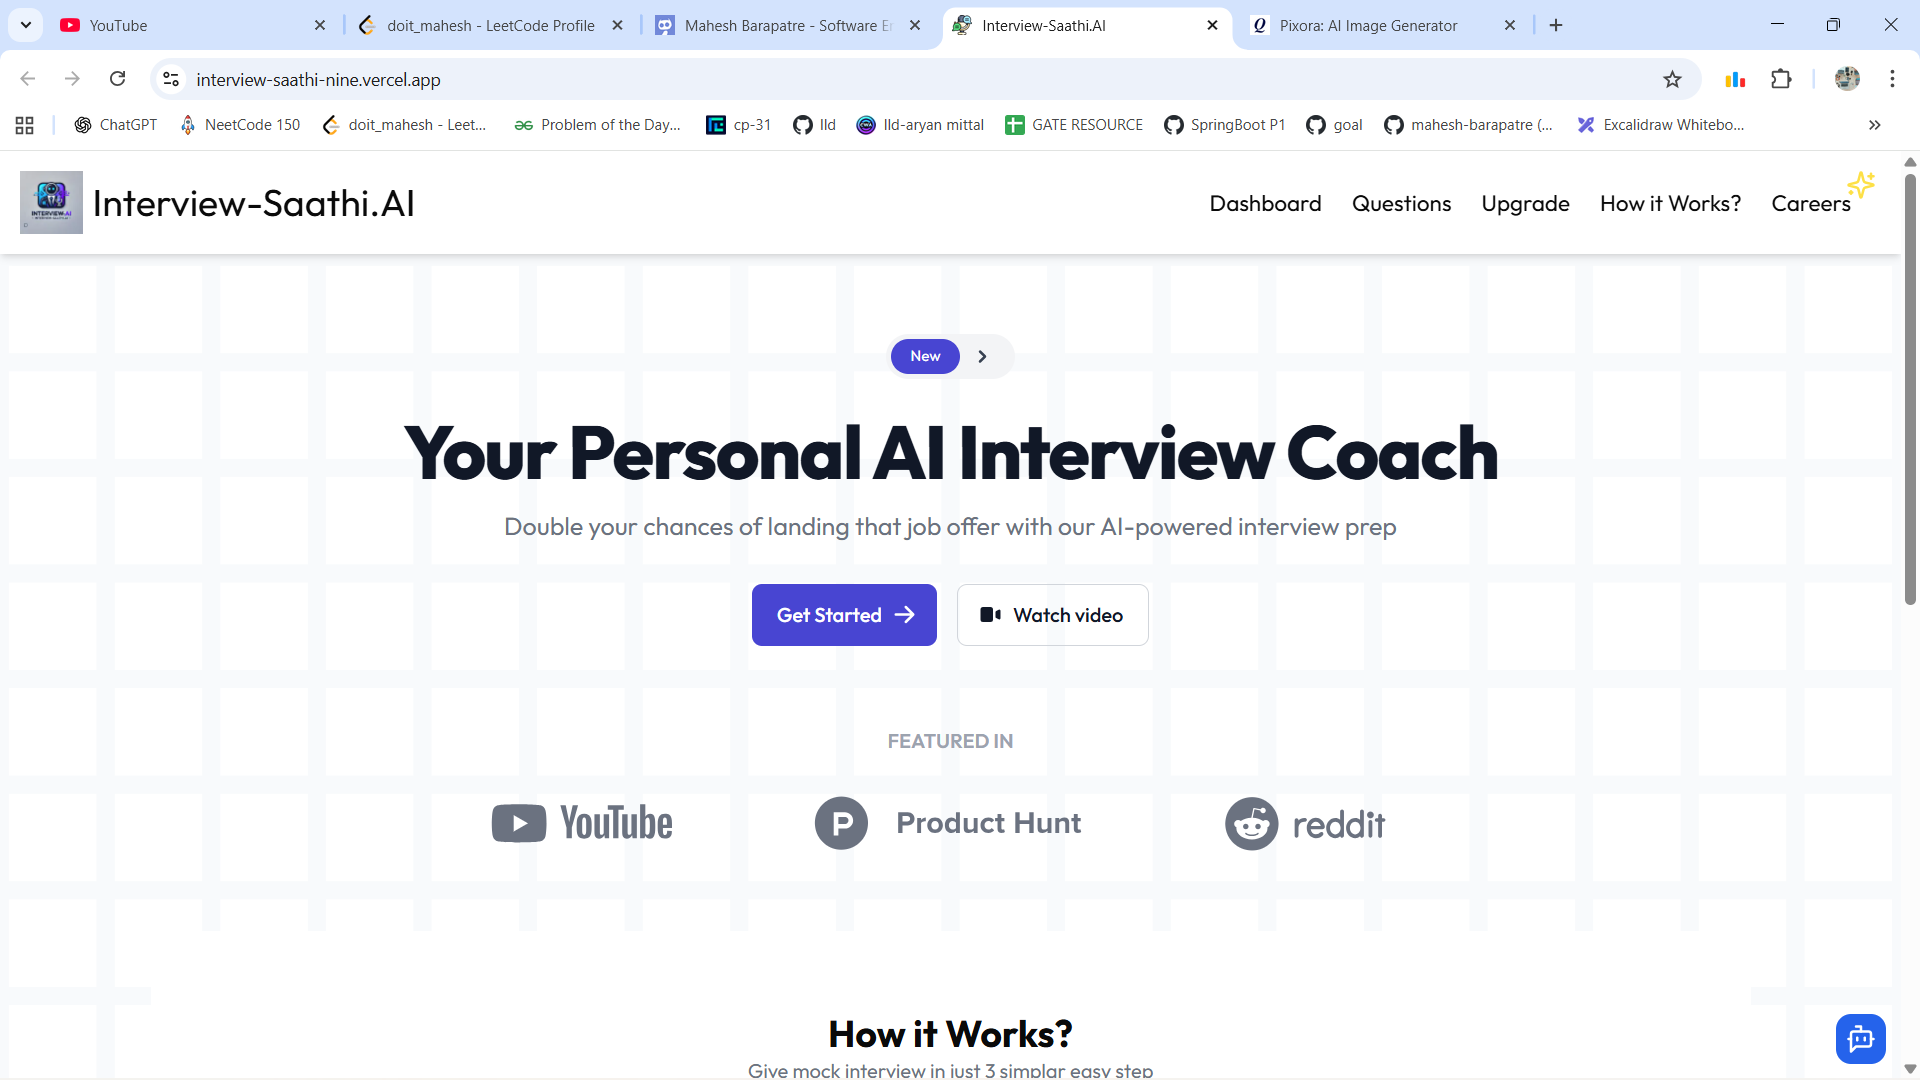 YouTube
doit_mahesh - LeetCode Profile
Mahesh Barapatre - Software En
Interview-Saathi.AI
Pixora: AI Image Generator
interview-saathi-nine.vercel.app
ChatGPT
NeetCode 150
doit_mahesh - Leet...
Problem of the Day...
cp-31
lld
lld-aryan mittal
GATE RESOURCE
SpringBoot P1
goal
mahesh-barapatre (...
Excalidraw Whitebo...
INTERVIEW-AI
Interview-Saathi.AI
Dashboard
Questions
Upgrade
How it Works?
Careers
New
Your Personal AI Interview Coach
Double your chances of landing that job offer with our AI-powered interview prep
Get Started
Watch video
FEATURED IN
YouTube
Product Hunt
reddit
How it Works?
Give mock interview in just 3 simplar easy step